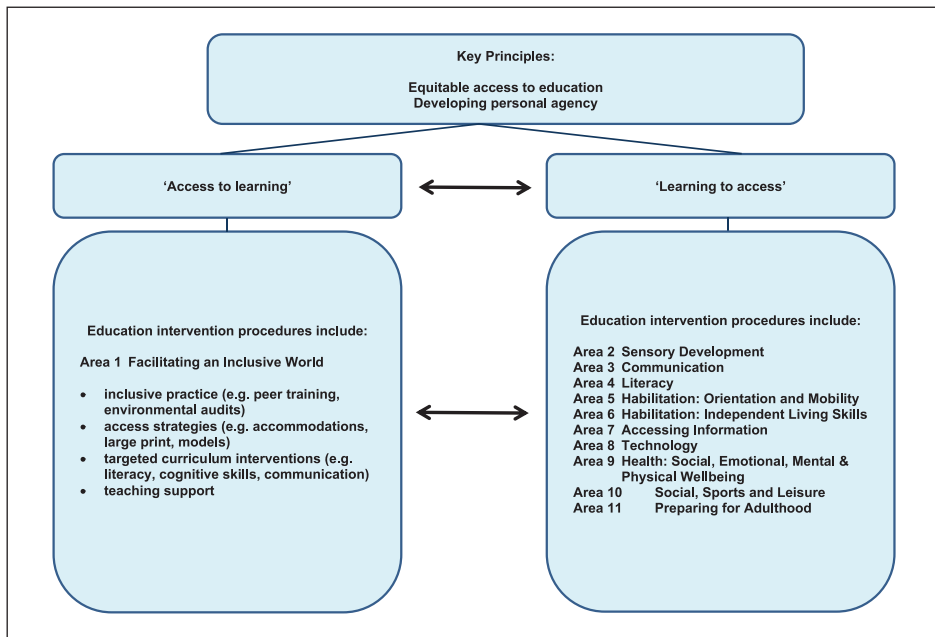 Key Principles:
Equitable access to education
Developing personal agency
‘Access to learning’
‘Learning to access’
Education intervention procedures include:
Area 1 Facilitating an Inclusive World
• inclusive practice (e.g. peer training,
environmental audits)
• access strategies (e.g. accommodations,
large print, models)
• targeted curriculum interventions (e.g.
literacy, cognitive skills, communication)
• teaching support
Education intervention procedures include:
Area 2 Sensory Development
Area 3 Communication
Area 4 Literacy
Area 5 Habilitation: Orientation and Mobility
Area 6 Habilitation: Independent Living Skills
Area 7 Accessing Information
Area 8 Technology
Area 9 Health: Social, Emotional, Mental &
Physical Wellbeing
Area 10 Social, Sports and Leisure
Area 11 Preparing for Adulthood